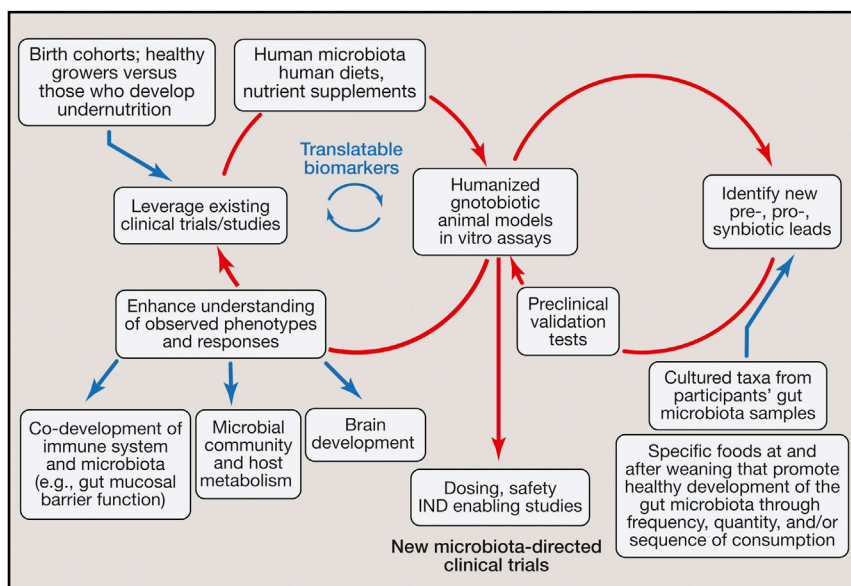 Birth cohorts; healthy
growers versus
those who develop
undernutrition
Human microbiota
human diets,
nutrient supplements
Translatable
biomarkers
Leverage existing
clinical trials/studies
Humanized
gnotobiotic
animal models
in vitro assays
Identify new
pre-, pro-,
synbiotic leads
Enhance understanding
of observed phenotypes
and responses
Preclinical
validation
tests
Cultured taxa from
participants' gut
microbiota samples
Co-development of
immune system
and microbiota
(e.g., gut mucosal
barrier function)
Microbial
community
and host
metabolism
Brain
development
Dosing, safety
IND enabling studies
New microbiota-directed
clinical trials
Specific foods at and
after weaning that promote
healthy development of the
gut microbiota through
frequency, quantity, and/or
sequence of consumption